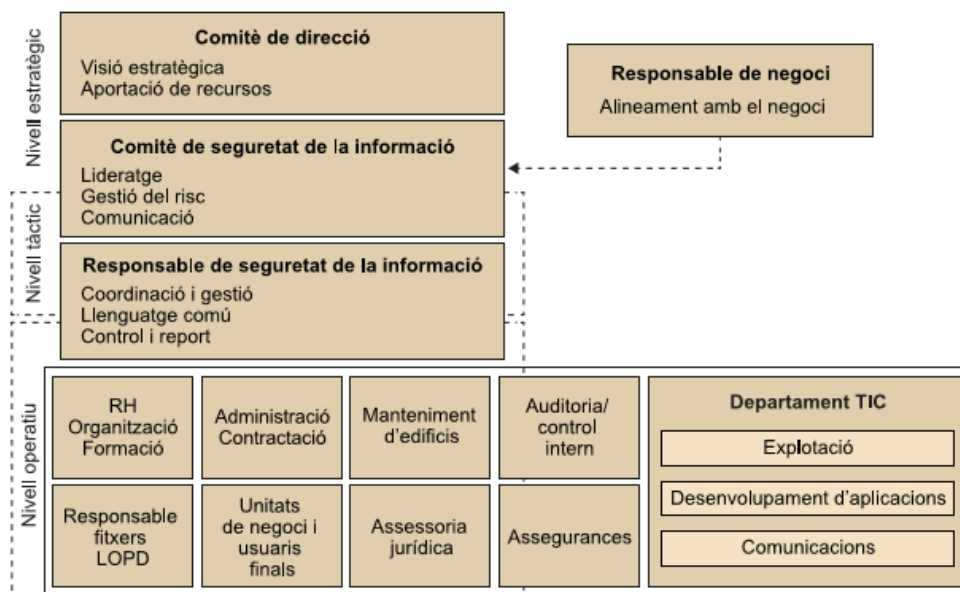 Nivell estratègic
Comitè de direcció
Visió estratègica
Aportació de recursos
Responsable de negoci
Alineament amb el negoci
Comitè de seguretat de la informació
Lideratge
Gestió del risc
Comunicació
Nivell tàctic
Responsable de seguretat de la informació
Coordinació i gestió
Llenguatge comú
Control i report
Nivell operatiu
RH
Organització
Formació
Administració
Contractació
Manteniment
d'edificis
Auditoria/
control
intern
Departament TIC
Explotació
Desenvolupament d'aplicacions
Comunicacions
Responsable
fitxers
LOPD
Unitats
de negoci i
usuaris
finals
Assessoria
jurídica
Assegurances